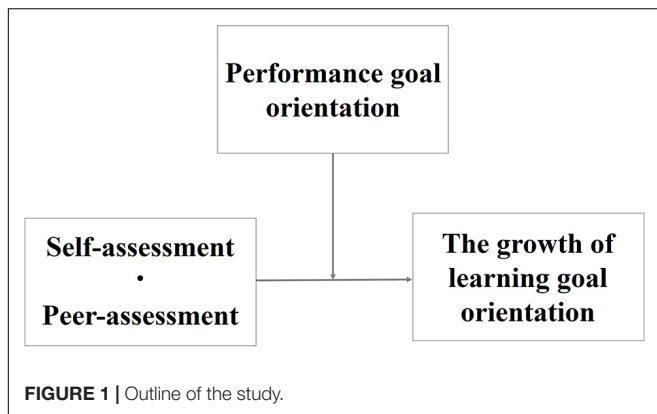 Performance goal
orientation
Self-assessment
·
Peer-assessment
The growth of
learning goal
orientation
FIGURE 1 | Outline of the study.